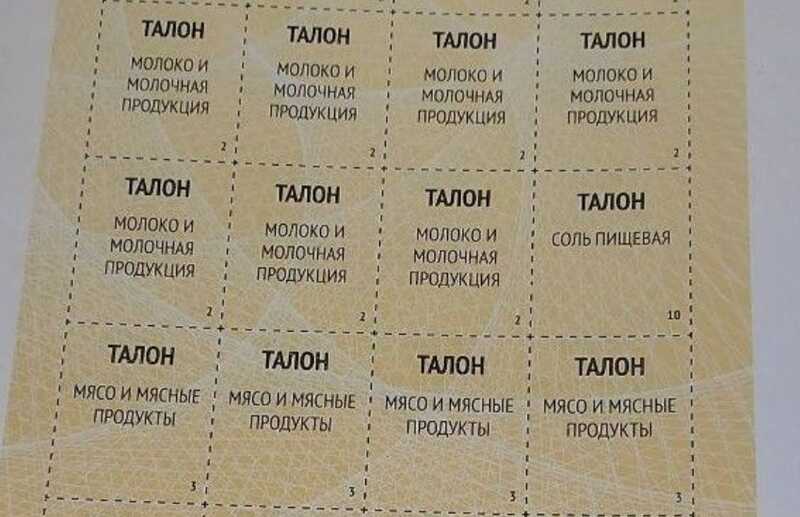 ТАЛОН
МОЛОКО И
МОЛОЧНАЯ
ПРОДУКЦИЯ
2
ТАЛОН
МОЛОКО И
МОЛОЧНАЯ
ПРОДУКЦИЯ
2
ТАЛОН
МОЛОКО И
МОЛОЧНАЯ
ПРОДУКЦИЯ
2
ТАЛОН
МОЛОКО И
МОЛОЧНАЯ
ПРОДУКЦИЯ
2
ТАЛОН
МОЛОКО И
МОЛОЧНАЯ
ПРОДУКЦИЯ
2
ТАЛОН
МОЛОКО И
МОЛОЧНАЯ
ПРОДУКЦИЯ
2
ТАЛОН
МОЛОКО И
МОЛОЧНАЯ
ПРОДУКЦИЯ
2
ТАЛОН
СОЛЬ ПИЩЕВАЯ
10
ТАЛОН
МЯСО И МЯСНЫЕ
ПРОДУКТЫ
3
ТАЛОН
МЯСО И МЯСНЫЕ
ПРОДУКТЫ
3
ТАЛОН
МЯСО И МЯСНЫЕ
ПРОДУКТЫ
3
ТАЛОН
МЯСО И МЯСНЫЕ
ПРОДУКТЫ
3